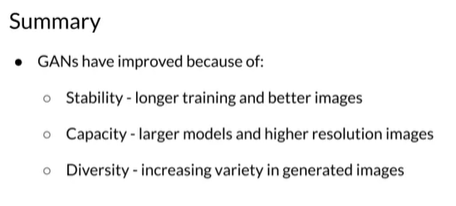 Summary
● GANs have improved because of:
○ Stability - longer training and better images
○ Capacity - larger models and higher resolution images
○ Diversity - increasing variety in generated images